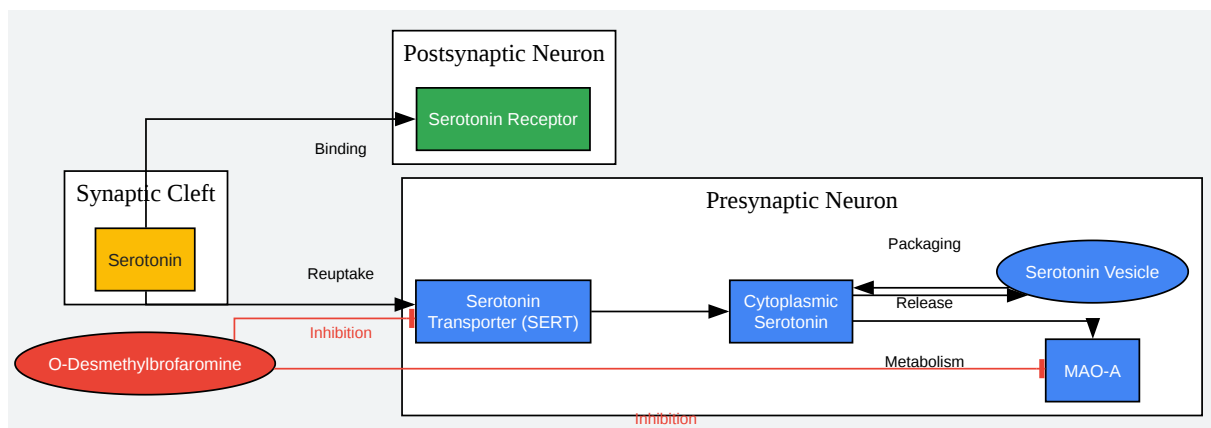 Postsynaptic Neuron
Serotonin Receptor
Binding
Synaptic Cleft
Serotonin
Presynaptic Neuron
Packaging
Serotonin Vesicle
Reuptake
Serotonin
Transporter (SERT)
Cytoplasmic
Serotonin
Release
Inhibition
O-Desmethylbrofaromine
Metabolism
MAO-A
Inhibition